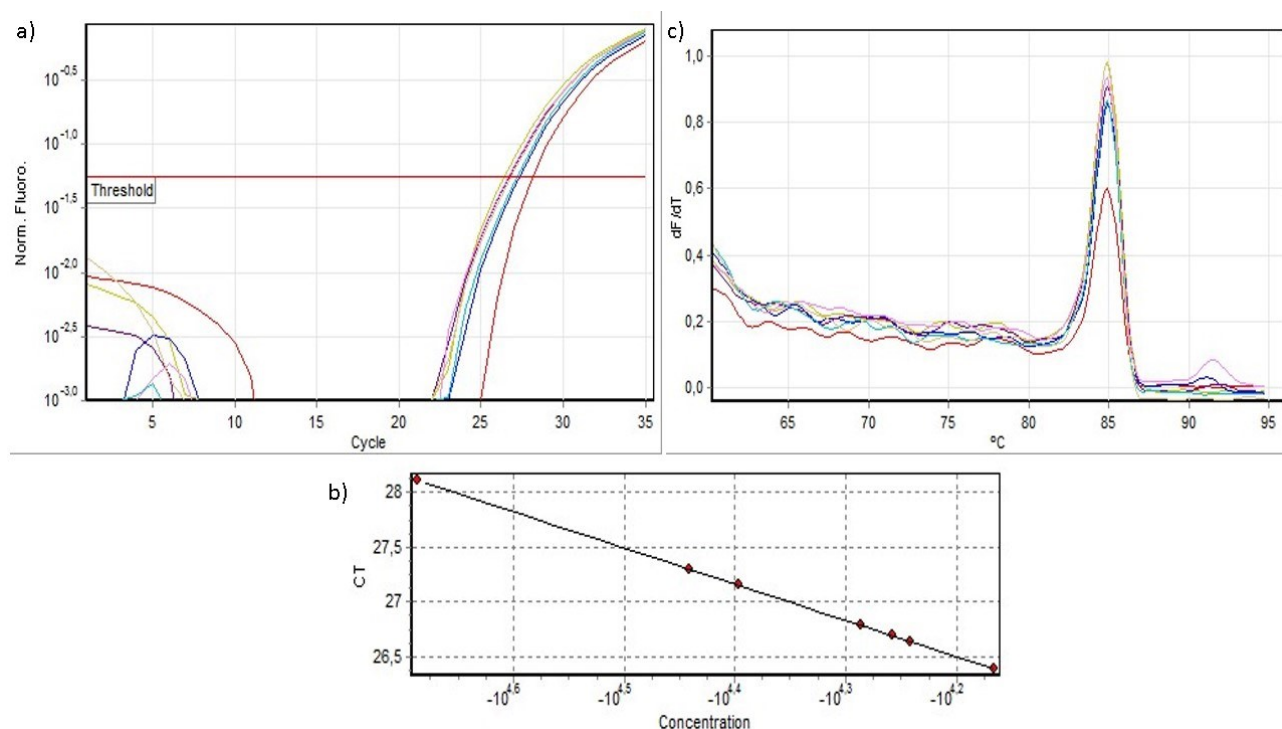 a)
Norm. Fluoro.
10^-0,5
10^-1,0
10^-1,5
10^-2,0
10^-2,5
10^-3,0
Threshold
5 10 15 20 25 30 35
Cycle
c)
dF/dT
1,0
0,8
0,6
0,4
0,2
0,0
65 70 75 80 85 90 95
ºC
b)
CT
28
27,5
27
26,5
-10^4,6 -10^4,5 -10^4,4 -10^4,3 -10^4,2
Concentration